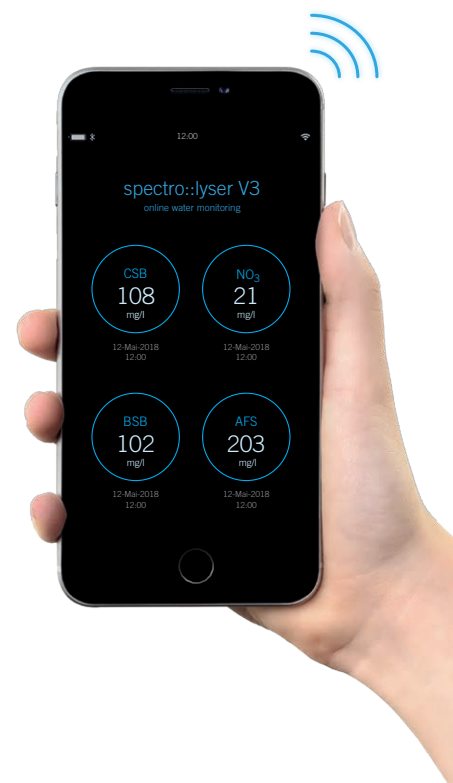 12:00
spectro::lyser V3
online water monitoring
CSB
108
mg/l
12-Mai-2018
12:00
NO₃
21
mg/l
12-Mai-2018
12:00
BSB
102
mg/l
12-Mai-2018
12:00
AFS
203
mg/l
12-Mai-2018
12:00